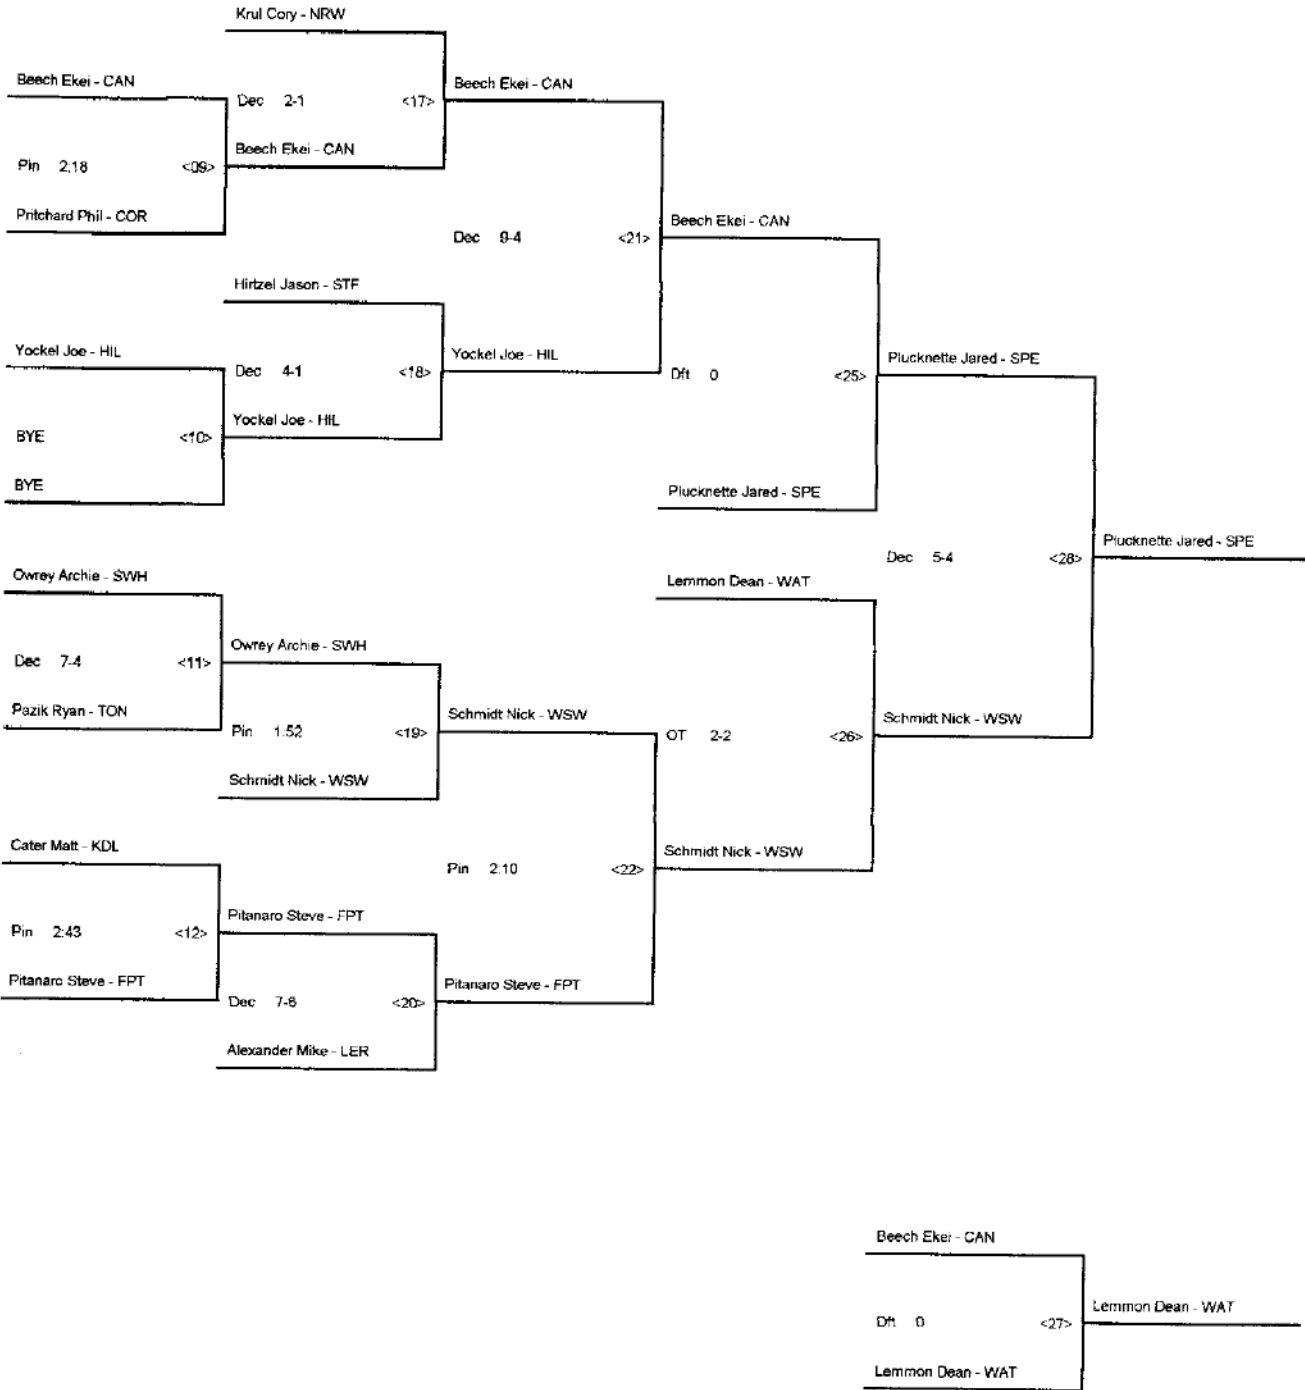 Krul Cory - NRW
Beech Ekei - CAN
Beech Ekei - CAN
Dec 2-1 <17>
Beech Ekei - CAN
Pin 2:18 <09>
Pritchard Phil - COR
Beech Ekei - CAN
Dec 9-4 <21>
Hirtzel Jason - STF
Yockel Joe - HIL
Yockel Joe - HIL
Plucknette Jared - SPE
Dec 4-1 <18>
Dft 0 <25>
Yockel Joe - HIL
BYE <10>
BYE
Plucknette Jared - SPE
Plucknette Jared - SPE
Dec 5-4 <28>
Owrey Archie - SWH
Lemmon Dean - WAT
Owrey Archie - SWH
Dec 7-4 <11>
Pazik Ryan - TON
Schmidt Nick - WSW
Schmidt Nick - WSW
Pin 1:52 <19>
OT 2-2 <26>
Schmidt Nick - WSW
Cater Matt - KDL
Schmidt Nick - WSW
Pin 2:10 <22>
Pitanaro Steve - FPT
Pin 2:43 <12>
Pitanaro Steve - FPT
Pitanaro Steve - FPT
Dec 7-6 <20>
Alexander Mike - LER
Beech Ekei - CAN
Lemmon Dean - WAT
Dft 0 <27>
Lemmon Dean - WAT